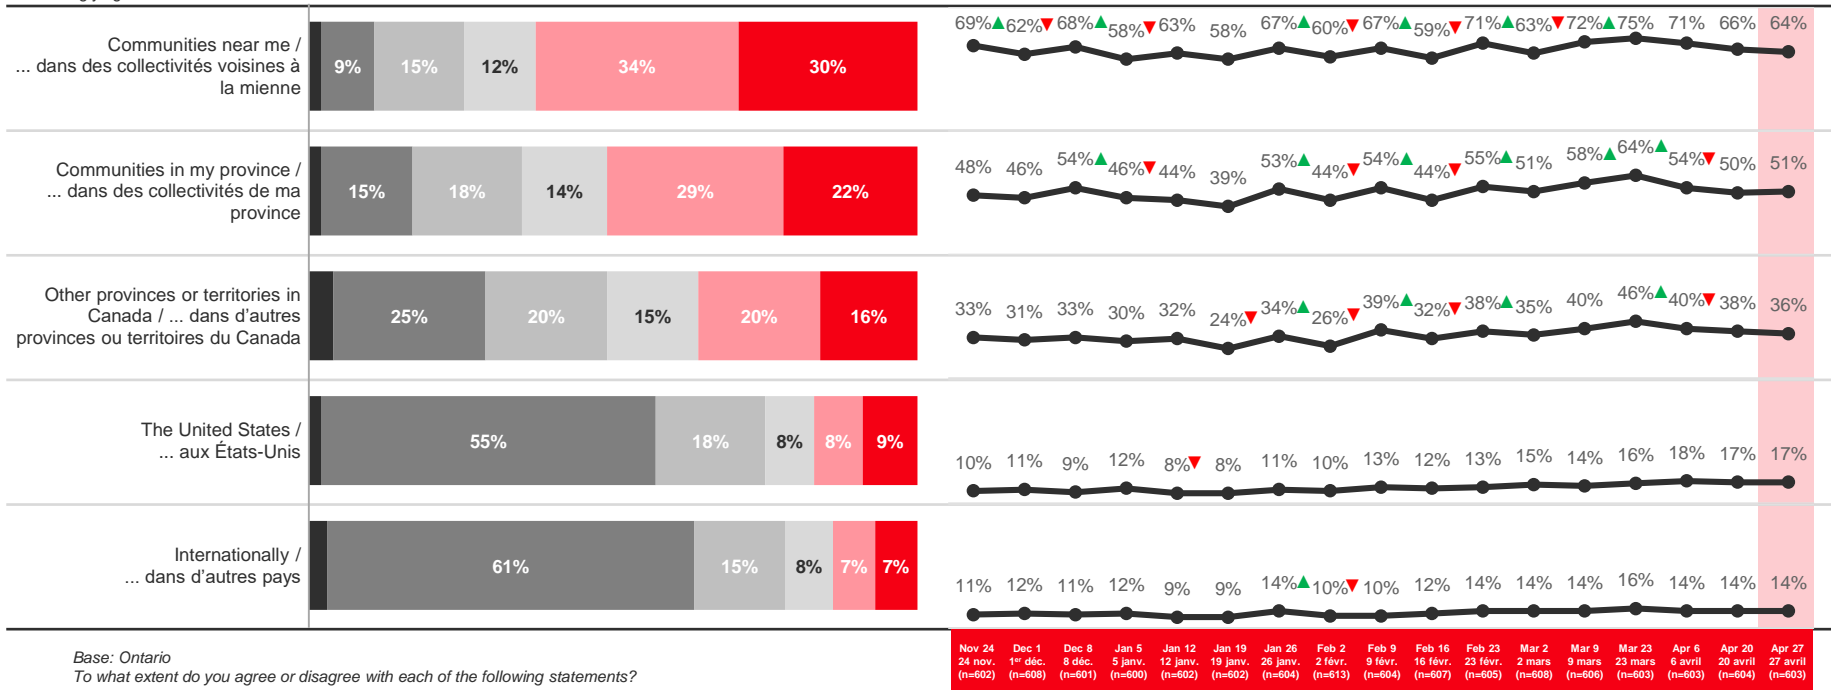 Communities near me /
... dans des collectivités voisines à
la mienne
9% 15% 12% 34% 30%
69% 62% 68% 58% 63% 58% 67% 60% 67% 59% 71% 63% 72% 75% 71% 66% 64%
Communities in my province /
... dans des collectivités de ma
province
15% 18% 14% 29% 22%
48% 46% 54% 46% 44% 39% 53% 44% 54% 44% 55% 51% 58% 64% 54% 50% 51%
Other provinces or territories in
Canada / ... dans d'autres
provinces ou territoires du Canada
25% 20% 15% 20% 16%
33% 31% 33% 30% 32% 24% 34% 26% 39% 32% 38% 35% 40% 46% 40% 38% 36%
The United States /
... aux États-Unis
55% 18% 8% 8% 9%
10% 11% 9% 12% 8% 8% 11% 10% 13% 12% 13% 15% 14% 16% 18% 17% 17%
Internationally /
... dans d'autres pays
61% 15% 8% 7% 7%
11% 12% 11% 12% 9% 9% 14% 10% 10% 12% 14% 14% 14% 16% 14% 14% 14%
Nov 24 Dec 1 Dec 8 Jan 5 Jan 12 Jan 19 Jan 26 Feb 2 Feb 9 Feb 16 Feb 23 Mar 2 Mar 9 Mar 23 Apr 6 Apr 20 Apr 27
24 nov. 1er déc. 8 déc. 5 janv. 12 janv. 19 janv. 26 janv. 2 févr. 9 févr. 16 févr. 23 févr. 2 mars 9 mars 23 mars 6 avril 20 avril 27 avril
(n=602) (n=608) (n=601) (n=600) (n=602) (n=602) (n=604) (n=613) (n=604) (n=607) (n=605) (n=608) (n=606) (n=603) (n=603) (n=604) (n=603)
Base: Ontario
To what extent do you agree or disagree with each of the following statements?